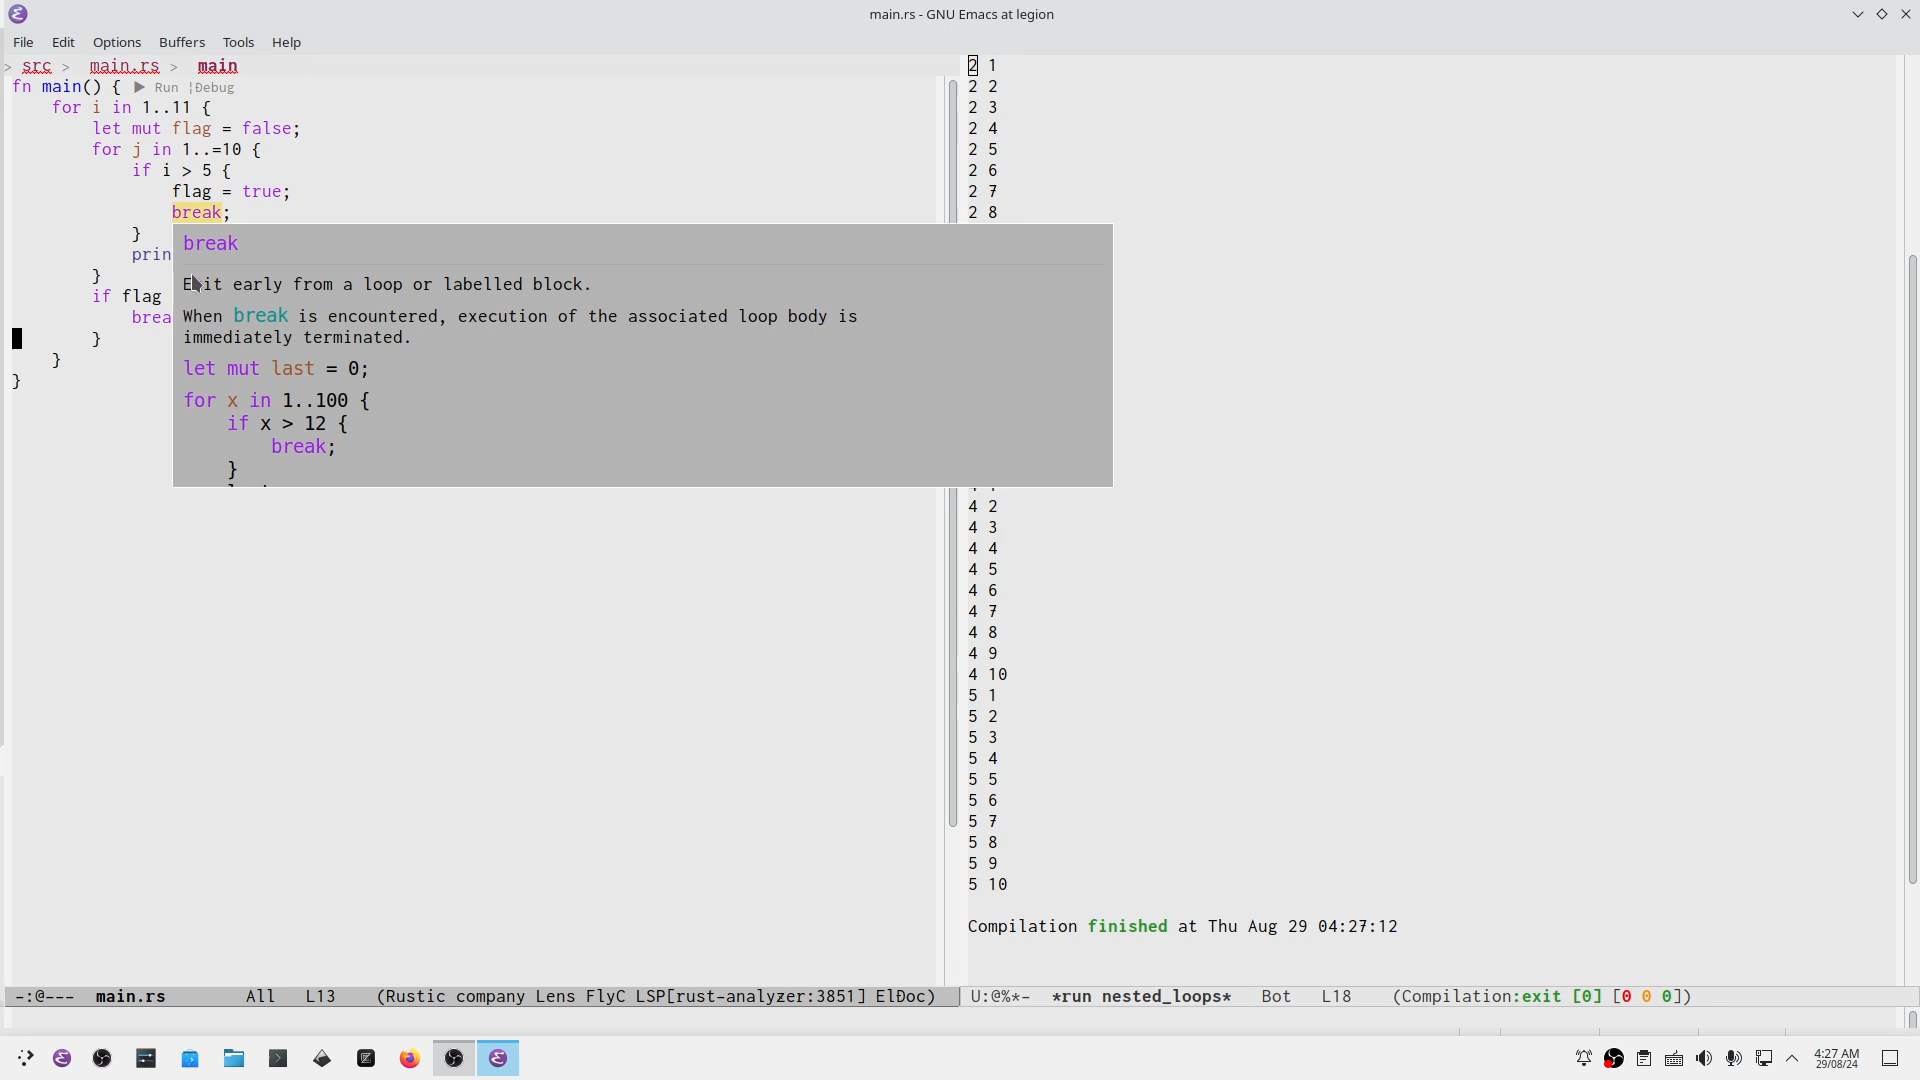 main.rs - GNU Emacs at legion
File Edit Options Buffers Tools Help
> src > main.rs > main
fn main() { ▶ Run ¦Debug
for i in 1..11 {
let mut flag = false;
for j in 1..=10 {
if i > 5 {
flag = true;
break;
}
prin
}
if flag
brea
}
}
}
break
Exit early from a loop or labelled block.
When break is encountered, execution of the associated loop body is
immediately terminated.
let mut last = 0;
for x in 1..100 {
if x > 12 {
break;
}
2 1
2 2
2 3
2 4
2 5
2 6
2 7
2 8
4 2
4 3
4 4
4 5
4 6
4 7
4 8
4 9
4 10
5 1
5 2
5 3
5 4
5 5
5 6
5 7
5 8
5 9
5 10
Compilation finished at Thu Aug 29 04:27:12
-:@--- main.rs All L13 (Rustic company Lens FlyC LSP[rust-analyzer:3851] ElDoc)
U:@%*- *run nested_loops* Bot L18 (Compilation:exit [0] [0 0 0])
4:27 AM
29/08/24